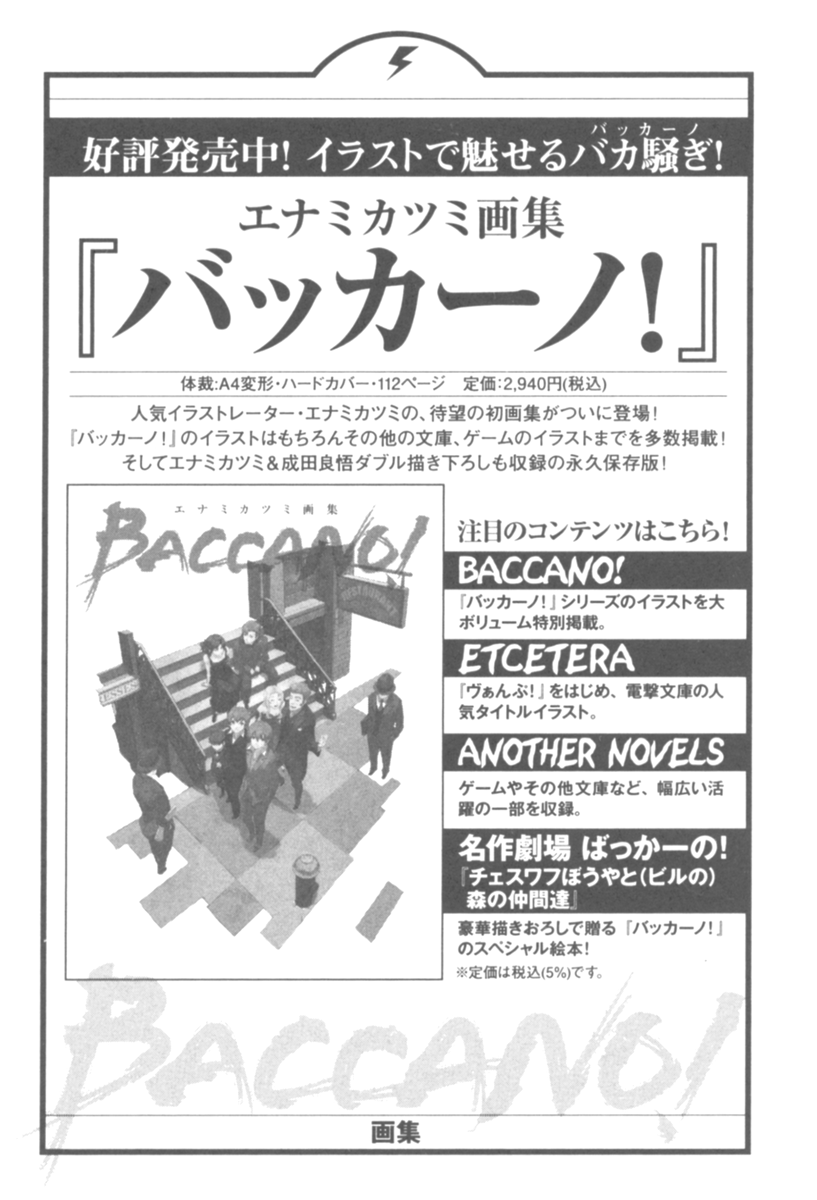 バッカーノ
好評発売中！ イラストで魅せるバカ騒ぎ！
エナミカツミ画集
『バッカーノ！』
体裁：A4変形・ハードカバー・112ページ 定価：2,940円(税込)
人気イラストレーター・エナミカツミの、待望の初画集がついに登場！
『バッカーノ！』のイラストはもちろんその他の文庫、ゲームのイラストまでを多数掲載！
そしてエナミカツミ＆成田良悟ダブル描き下ろしも収録の永久保存版！
エナミカツミ画集
BACCANO!
RESTAURANT
注目のコンテンツはこちら！
BACCANO!
『バッカーノ！』シリーズのイラストを大
ボリューム特別掲載。
ETCETERA
『ヴぁんぷ！』をはじめ、電撃文庫の人
気タイトルイラスト。
ANOTHER NOVELS
ゲームやその他文庫など、幅広い活
躍の一部を収録。
名作劇場 ばっかーの！
『チェスワフぼうやと(ビルの)
森の仲間達』
豪華描きおろしで贈る『バッカーノ！』
のスペシャル絵本！
※定価は税込(5%)です。
BACCANO!
画集